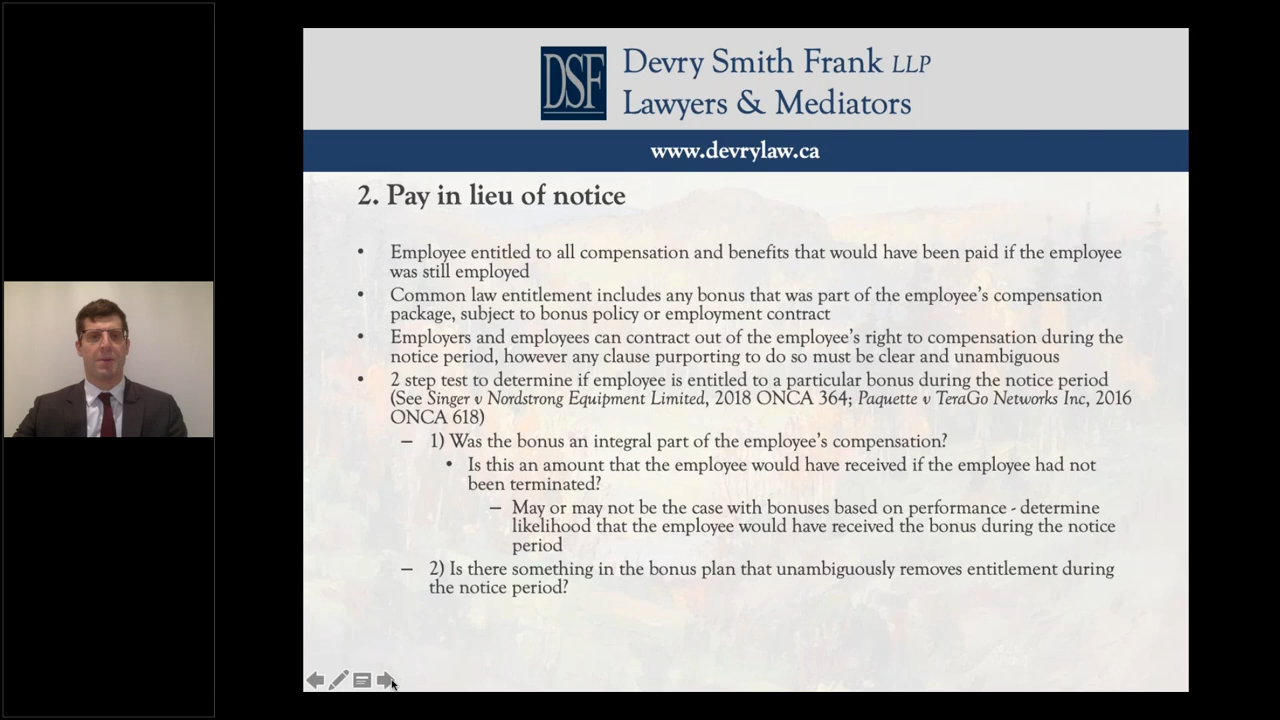 DSF
Devry Smith Frank LLP
Lawyers & Mediators
www.devrylaw.ca
2. Pay in lieu of notice
• Employee entitled to all compensation and benefits that would have been paid if the employee
was still employed
• Common law entitlement includes any bonus that was part of the employee's compensation
package, subject to bonus policy or employment contract
• Employers and employees can contract out of the employee's right to compensation during the
notice period, however any clause purporting to do so must be clear and unambiguous
• 2 step test to determine if employee is entitled to a particular bonus during the notice period
(See Singer v Nordstrong Equipment Limited, 2018 ONCA 364; Paquette v TeraGo Networks Inc, 2016
ONCA 618)
– 1) Was the bonus an integral part of the employee's compensation?
• Is this an amount that the employee would have received if the employee had not
been terminated?
– May or may not be the case with bonuses based on performance - determine
likelihood that the employee would have received the bonus during the notice
period
– 2) Is there something in the bonus plan that unambiguously removes entitlement during
the notice period?